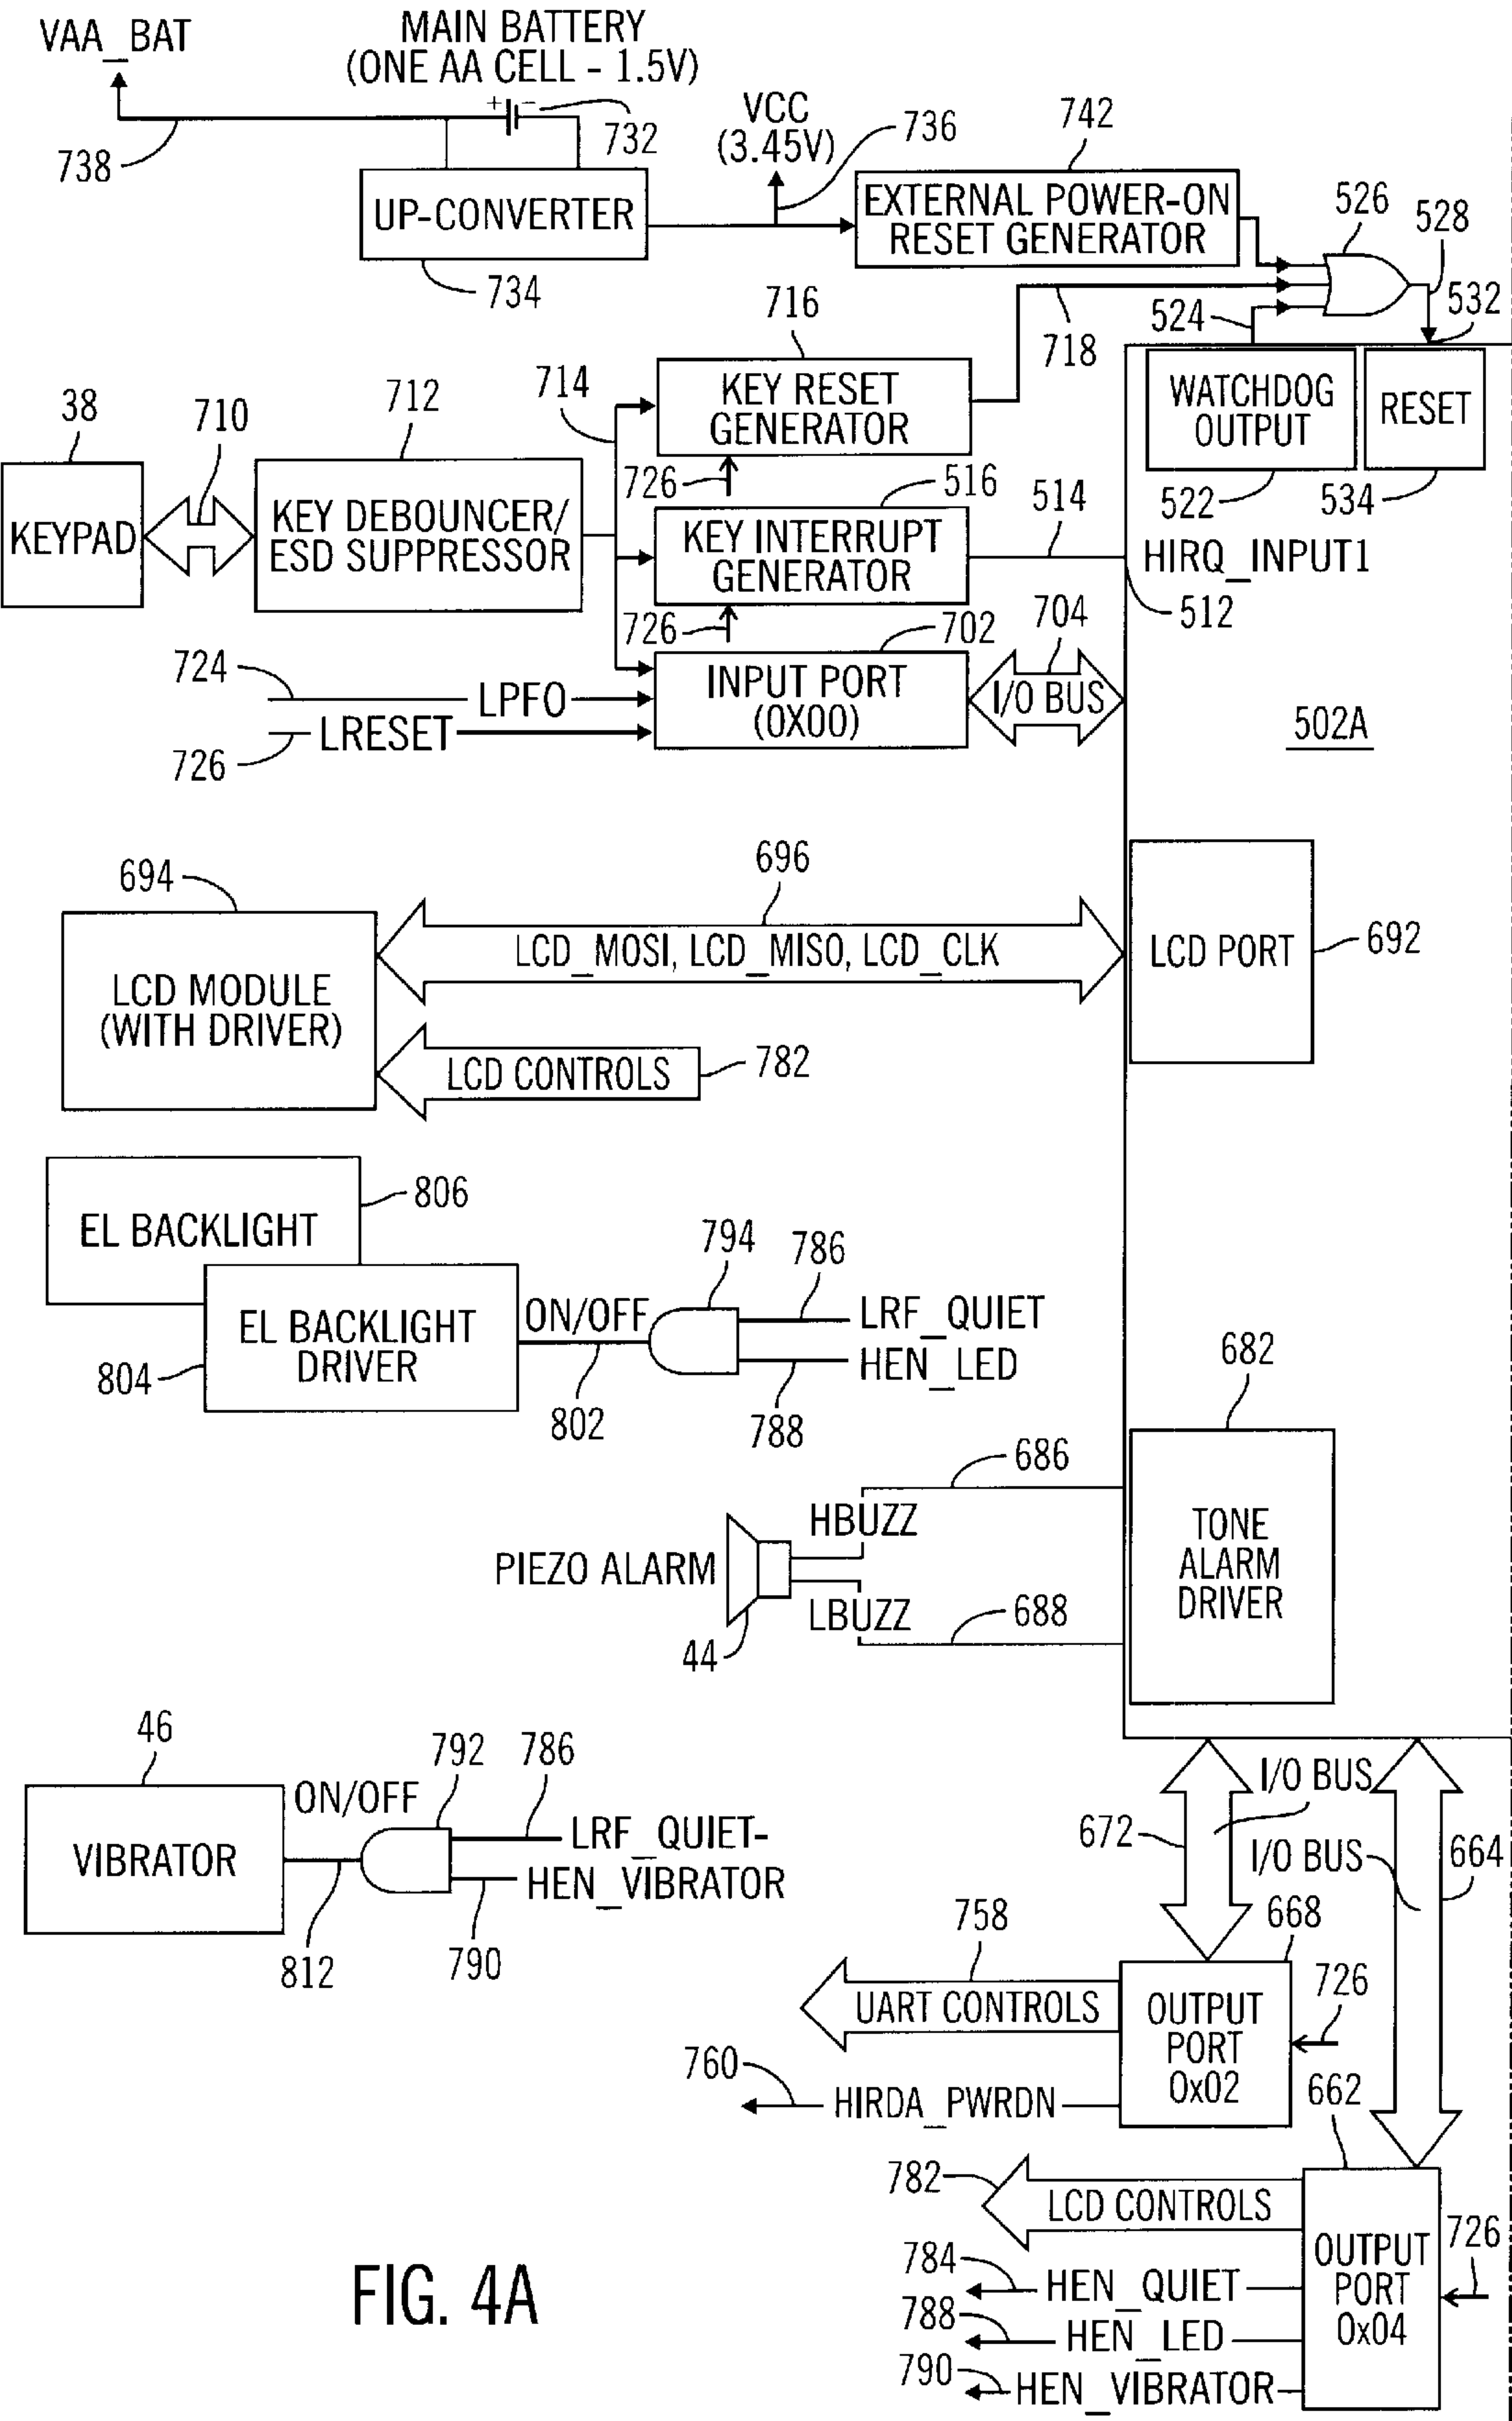 VAA_BAT
MAIN BATTERY
(ONE AA CELL - 1.5V)
+ -
732
738
VCC
(3.45V)
736
742
UP-CONVERTER
734
EXTERNAL POWER-ON
RESET GENERATOR
526
528
532
524
716
718
714
KEY RESET
GENERATOR
WATCHDOG
OUTPUT
RESET
522
534
38
710
712
KEYPAD
KEY DEBOUNCER/
ESD SUPPRESSOR
726
516
KEY INTERRUPT
GENERATOR
514
HIRQ_INPUT1
512
726
702
704
INPUT PORT
(0X00)
I/O BUS
724
LPFO
LRESET
726
502A
694
696
LCD_MOSI, LCD_MISO, LCD_CLK
LCD PORT
692
LCD MODULE
(WITH DRIVER)
LCD CONTROLS
782
806
EL BACKLIGHT
794
786
ON/OFF
LRF_QUIET
HEN_LED
EL BACKLIGHT
DRIVER
804
802
788
682
686
HBUZZ
PIEZO ALARM
LBUZZ
688
44
TONE
ALARM
DRIVER
46
792
786
ON/OFF
VIBRATOR
LRF_QUIET-
HEN_VIBRATOR
812
790
I/O BUS
672
I/O BUS
664
758
668
UART CONTROLS
OUTPUT
PORT
0x02
726
760
HIRDA_PWRDN
662
782
LCD CONTROLS
OUTPUT
PORT
0x04
726
784
HEN_QUIET
788
HEN_LED
790
HEN_VIBRATOR
FIG. 4A